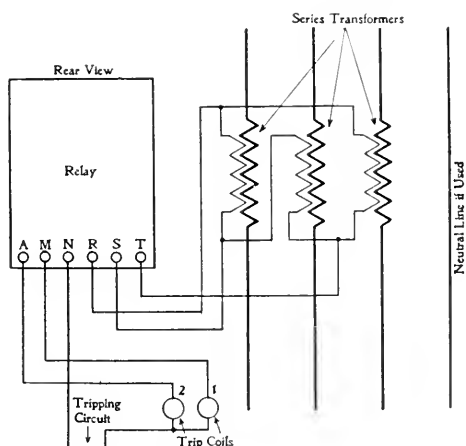 Series Transformers
Rear View
Relay
A M N R S T
Neutral Line if Used
2 1
Tripping
Circuit
Trip Coils